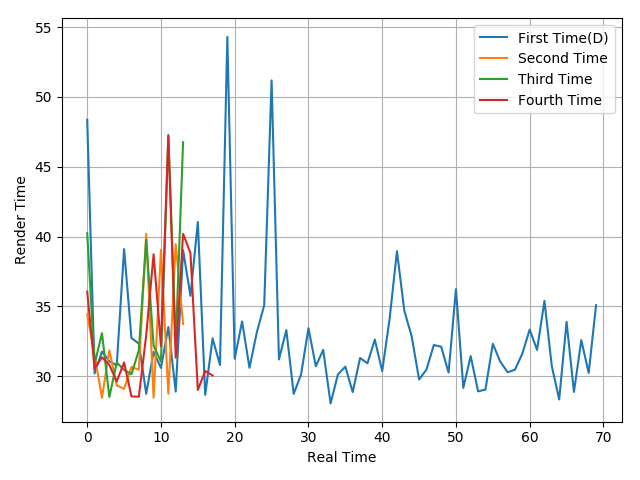 First Time(D)
Second Time
Third Time
Fourth Time
55
50
45
40
35
30
Render Time
0 10 20 30 40 50 60 70
Real Time